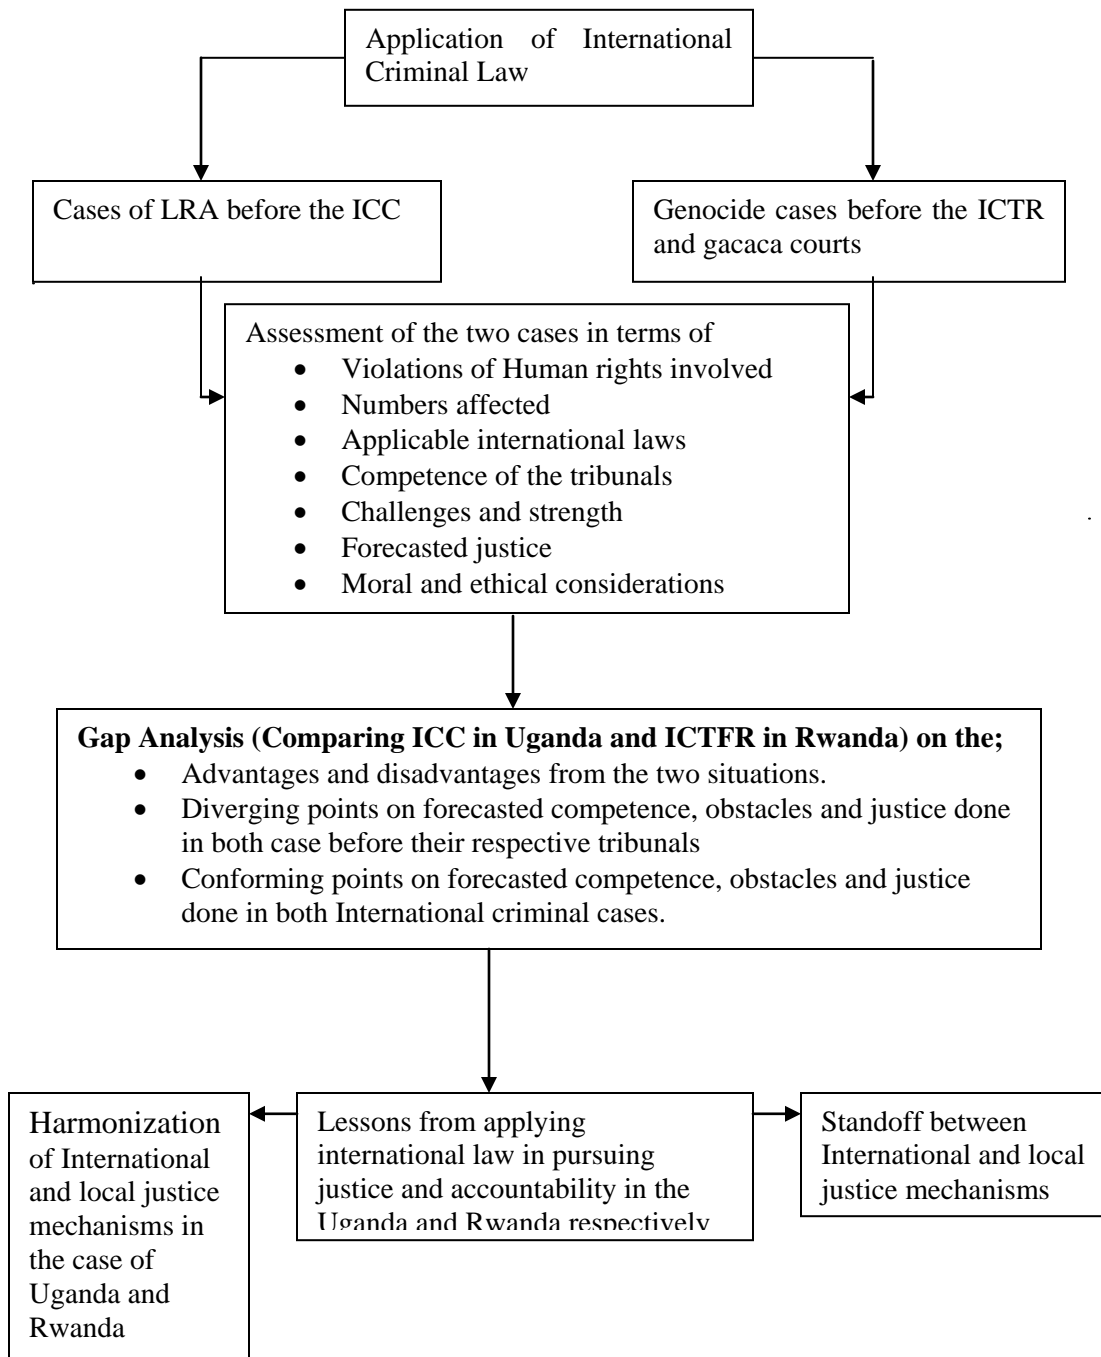 Application of International
Criminal Law
Cases of LRA before the ICC
Genocide cases before the ICTR
and gacaca courts
Assessment of the two cases in terms of
• Violations of Human rights involved
• Numbers affected
• Applicable international laws
• Competence of the tribunals
• Challenges and strength
• Forecasted justice
• Moral and ethical considerations
Gap Analysis (Comparing ICC in Uganda and ICTFR in Rwanda) on the;
• Advantages and disadvantages from the two situations.
• Diverging points on forecasted competence, obstacles and justice done
in both case before their respective tribunals
• Conforming points on forecasted competence, obstacles and justice
done in both International criminal cases.
Harmonization
of International
and local justice
mechanisms in
the case of
Uganda and
Rwanda
Lessons from applying
international law in pursuing
justice and accountability in the
Uganda and Rwanda respectively
Standoff between
International and local
justice mechanisms